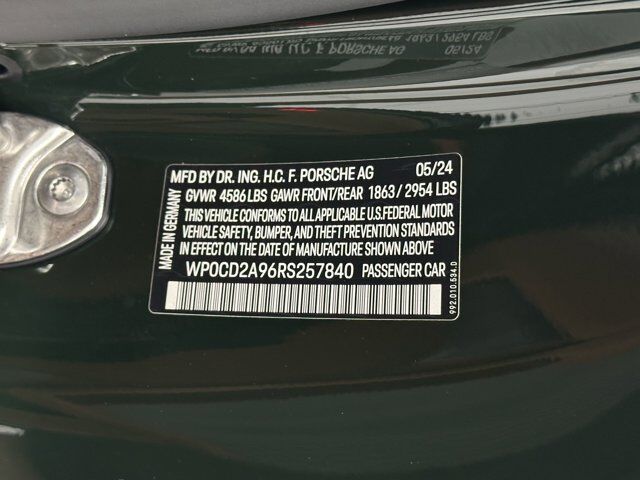 MFD BY DR. ING. H.C. F. PORSCHE AG 05/24
GVWR 4586 LBS GAWR FRONT/REAR 1863 / 2954 LBS
THIS VEHICLE CONFORMS TO ALL APPLICABLE U.S. FEDERAL MOTOR
VEHICLE SAFETY, BUMPER, AND THEFT PREVENTION STANDARDS
IN EFFECT ON THE DATE OF MANUFACTURE SHOWN ABOVE.
WP0CD2A96RS257840 PASSENGER CAR
MADE IN GERMANY
992.010.534.D